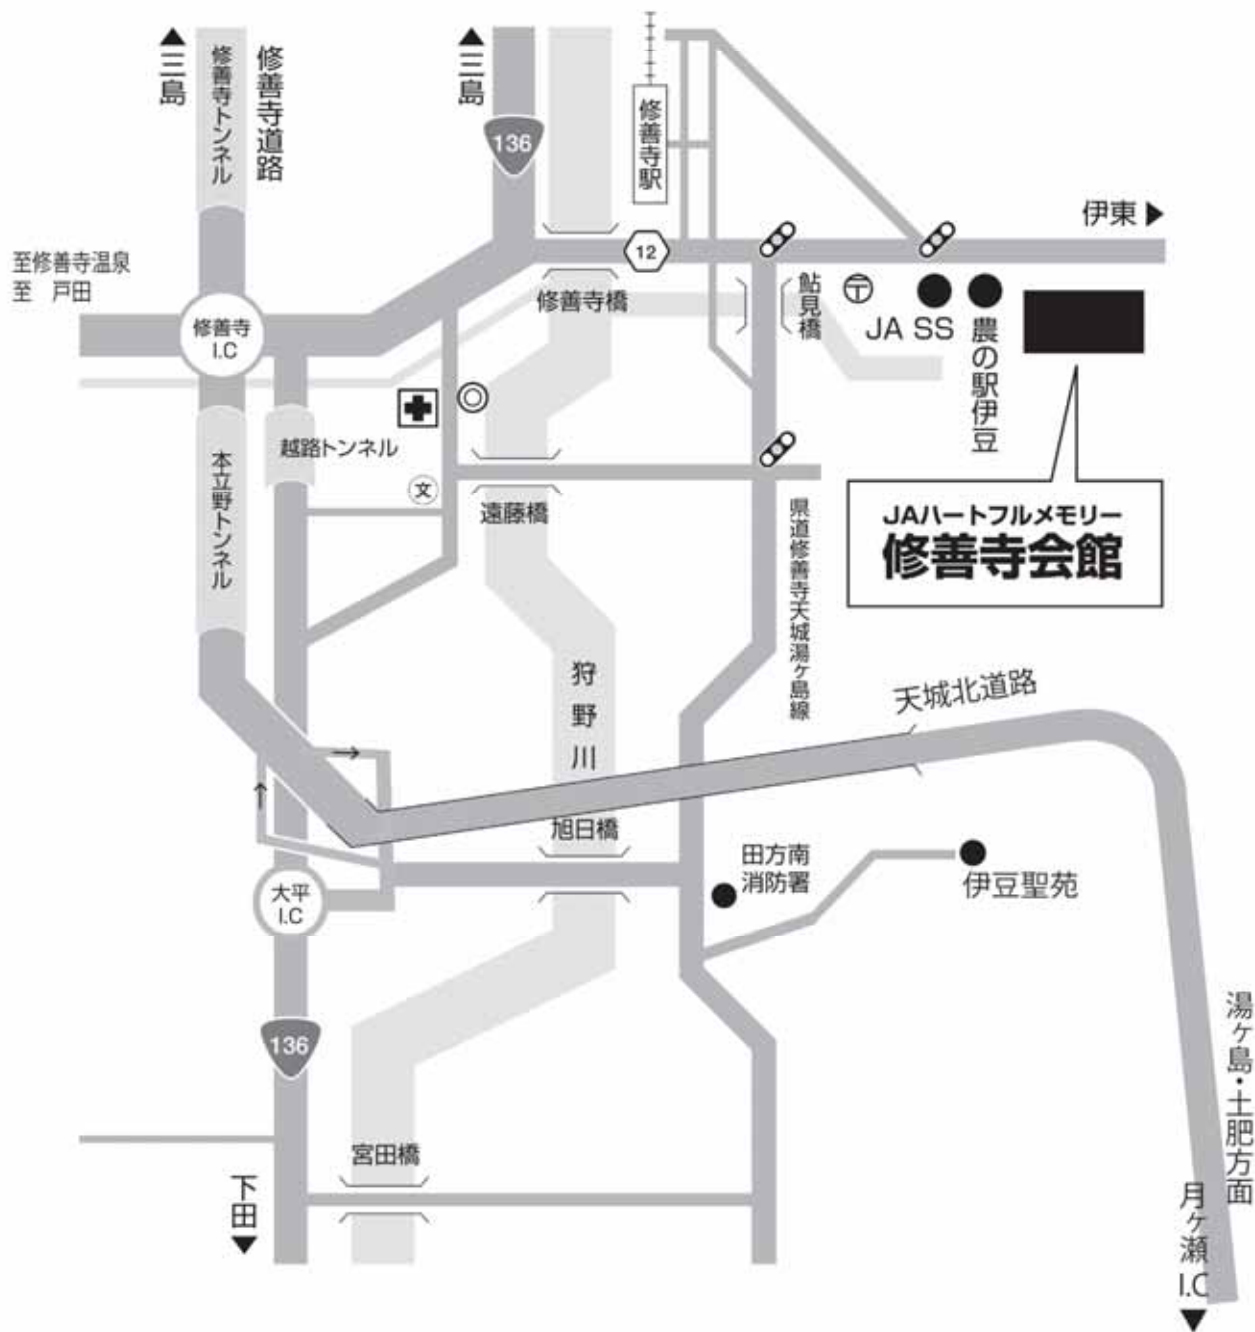 三島
修善寺トンネル
修善寺道路
三島
136
修善寺駅
伊東
12
至修善寺温泉
至 戸田
修善寺
I.C
修善寺橋
鮎見橋
〒
JA SS
農の駅伊豆
越路トンネル
本立野トンネル
文
遠藤橋
JAハートフルメモリー
修善寺会館
県道修善寺天城湯ヶ島線
狩野川
天城北道路
旭日橋
田方南
消防署
伊豆聖苑
大平
I.C
136
湯ヶ島・土肥方面
宮田橋
下田
月ヶ瀬I.C